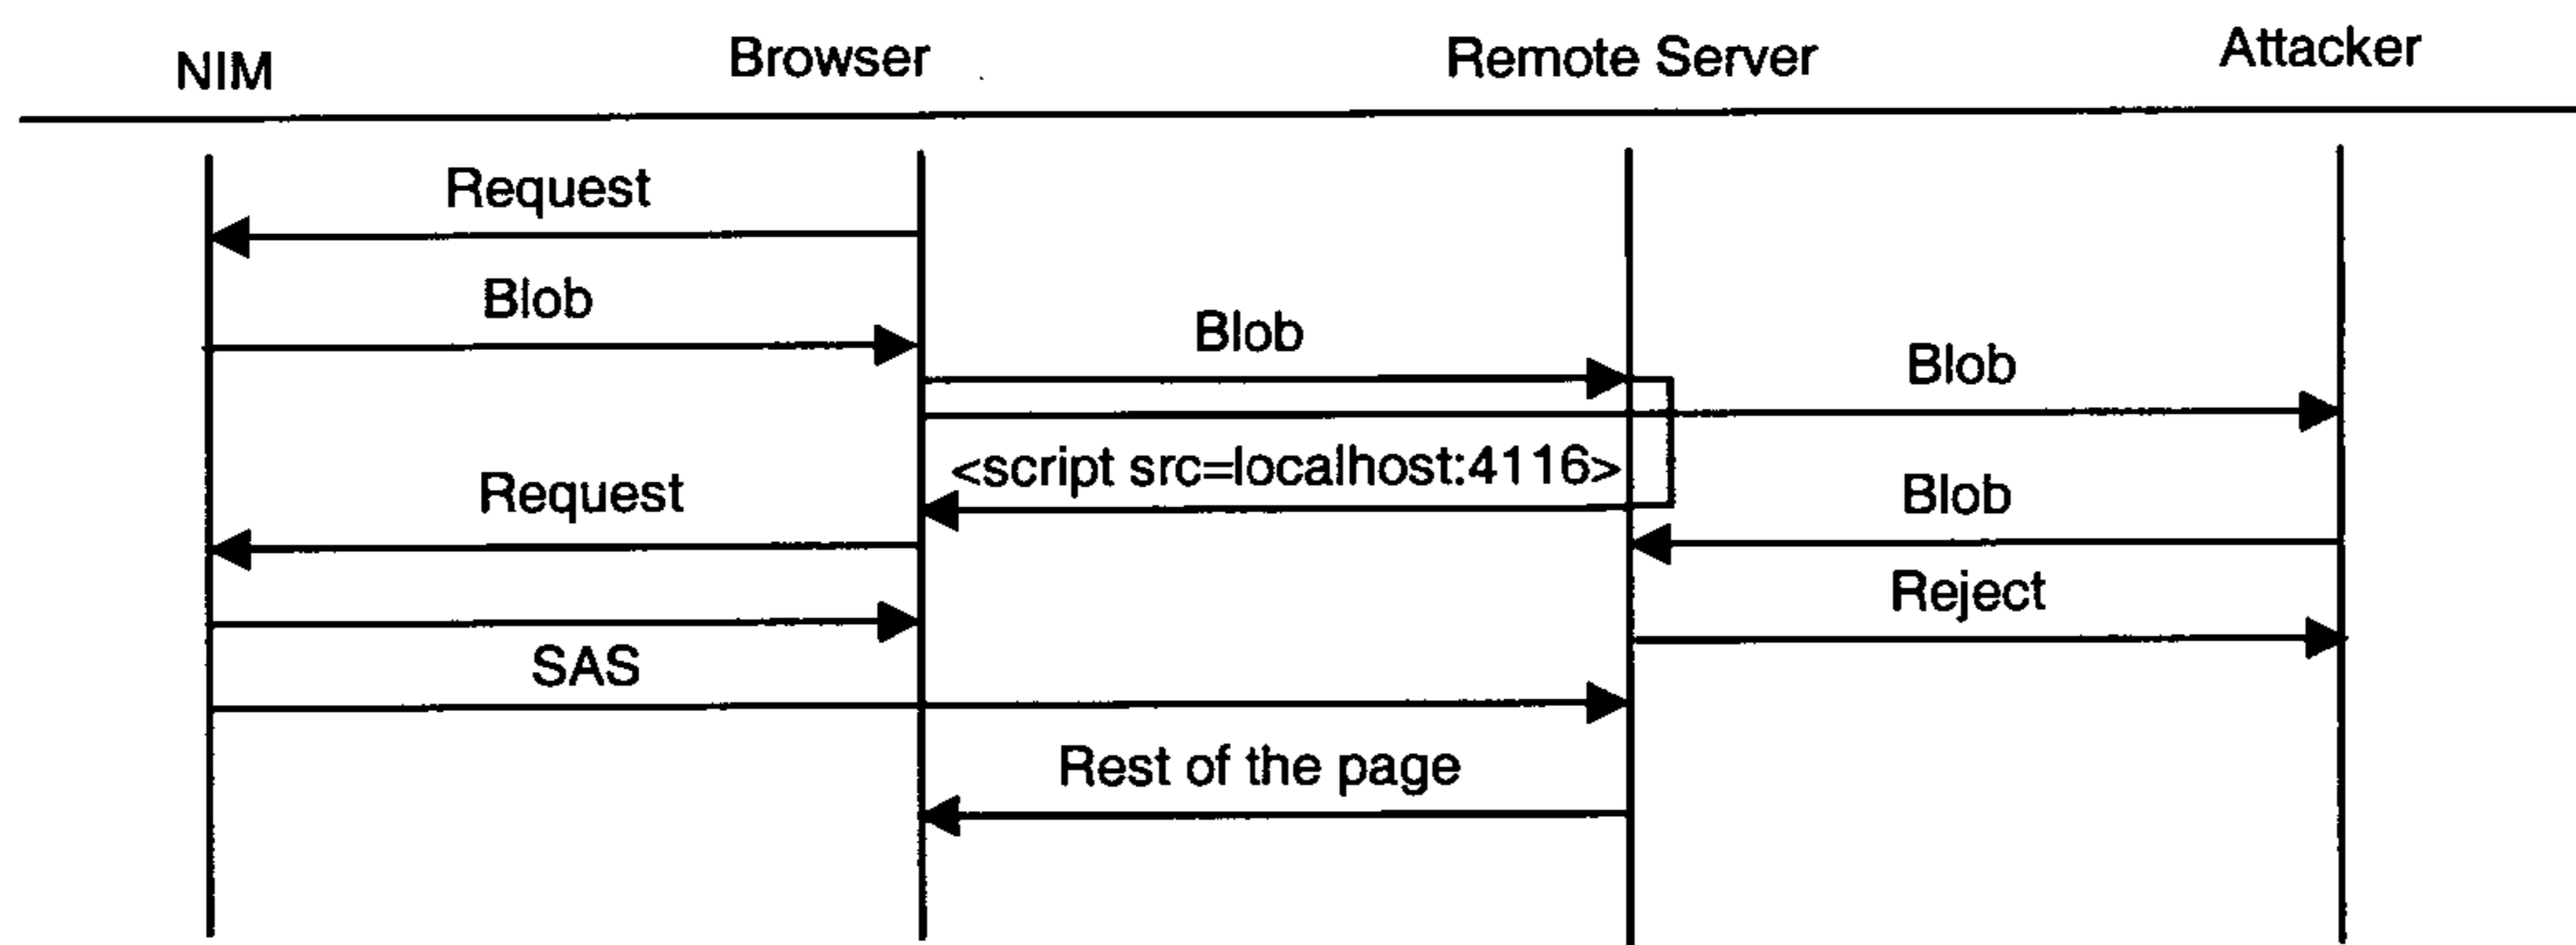 NIM
Browser
Remote Server
Attacker
Request
Blob
Blob
Blob
<script src=localhost:4116>
Request
Blob
Reject
SAS
Rest of the page